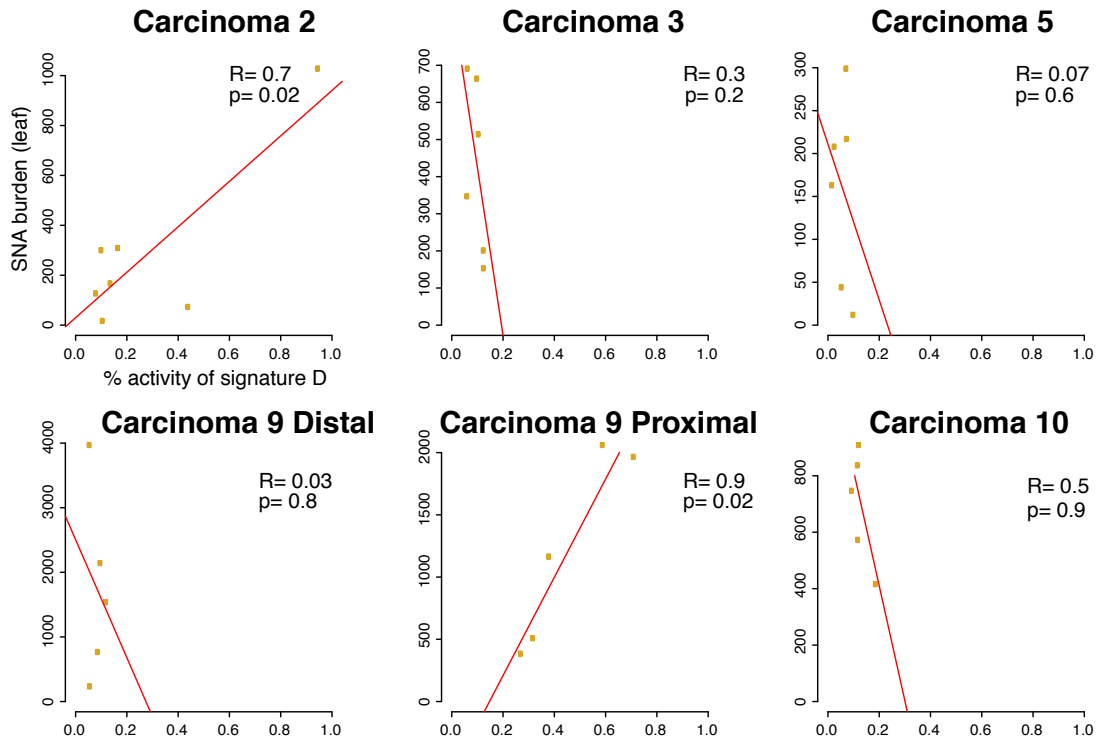 Carcinoma 2
R= 0.7
p= 0.02
SNA burden (leaf)
0 200 400 600 800 1000
0.0 0.2 0.4 0.6 0.8 1.0
% activity of signature D
Carcinoma 3
R= 0.3
p= 0.2
0 100 200 300 400 500 600 700
0.0 0.2 0.4 0.6 0.8 1.0
Carcinoma 5
R= 0.07
p= 0.6
0 50 100 150 200 250 300
0.0 0.2 0.4 0.6 0.8 1.0
Carcinoma 9 Distal
R= 0.03
p= 0.8
0 1000 2000 3000 4000
0.0 0.2 0.4 0.6 0.8 1.0
Carcinoma 9 Proximal
R= 0.9
p= 0.02
0 500 1000 1500 2000
0.0 0.2 0.4 0.6 0.8 1.0
Carcinoma 10
R= 0.5
p= 0.9
0 200 400 600 800
0.0 0.2 0.4 0.6 0.8 1.0